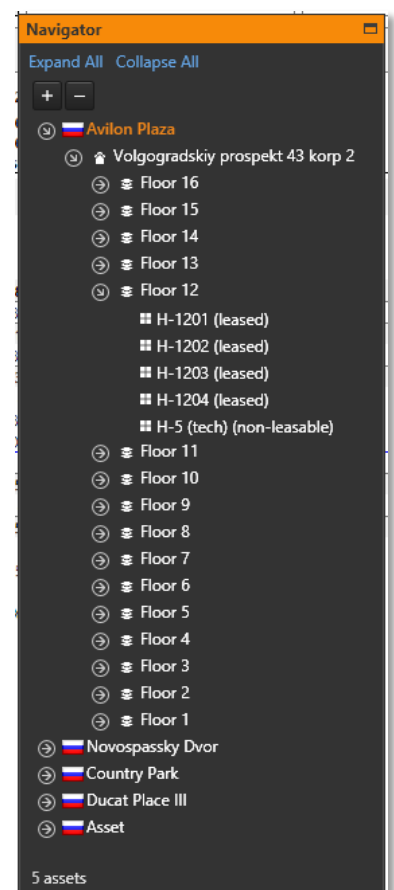 Navigator
Expand All Collapse All
Avilon Plaza
Volgogradskiy prospekt 43 korp 2
Floor 16
Floor 15
Floor 14
Floor 13
Floor 12
H-1201 (leased)
H-1202 (leased)
H-1203 (leased)
H-1204 (leased)
H-5 (tech) (non-leasable)
Floor 11
Floor 10
Floor 9
Floor 8
Floor 7
Floor 6
Floor 5
Floor 4
Floor 3
Floor 2
Floor 1
Novospassky Dvor
Country Park
Ducat Place III
Asset
5 assets